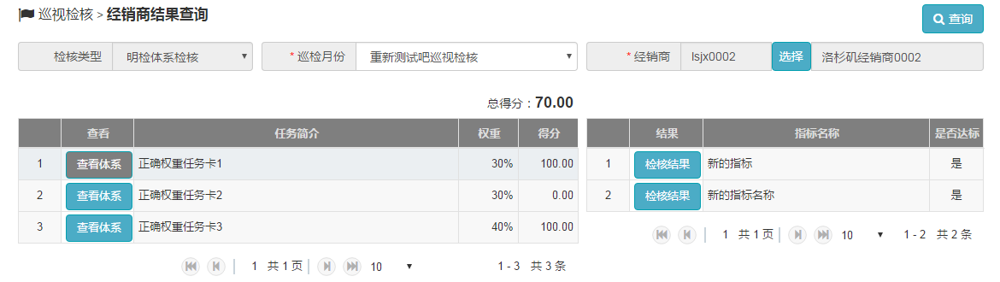 巡视检核 > 经销商结果查询
查询
检核类型 明检体系检核 * 巡检月份 重新测试吧巡视检核 * 经销商 lsjx0002 选择 洛杉矶经销商0002
总得分：70.00
查看 任务简介 权重 得分
1 查看体系 正确权重任务卡1 30% 100.00
2 查看体系 正确权重任务卡2 30% 0.00
3 查看体系 正确权重任务卡3 40% 100.00
1 共 1 页 10 1 - 3 共 3 条
结果 指标名称 是否达标
1 检核结果 新的指标 是
2 检核结果 新的指标名称 是
1 共 1 页 10 1 - 2 共 2 条